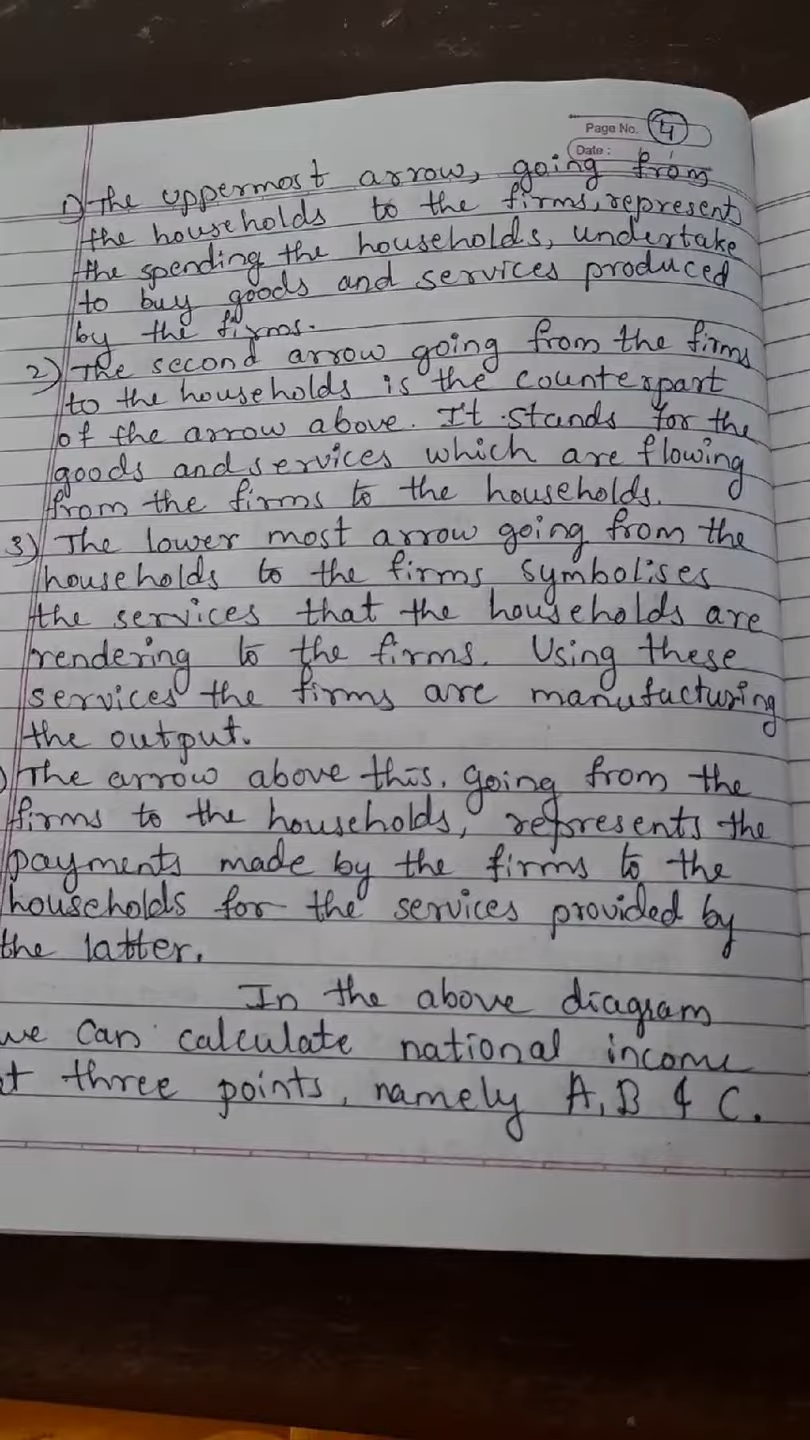 Page No. 4
Date :
1) the uppermost arrow, going from
the households to the firms, represent
the spending the households, undertake
to buy goods and services produced
by the firms.
2) The second arrow going from the firms
to the households is the counterpart
of the arrow above. It stands for the
goods and services which are flowing
from the firms to the households.
3) The lower most arrow going from the
households to the firms symbolises
the services that the households are
rendering to the firms. Using these
services the firms are manufacturing
the output.
) The arrow above this, going from the
firms to the households, represents the
payments made by the firms to the
households for the services provided by
the latter.
In the above diagram
we can calculate national income
t three points, namely A, B & C.